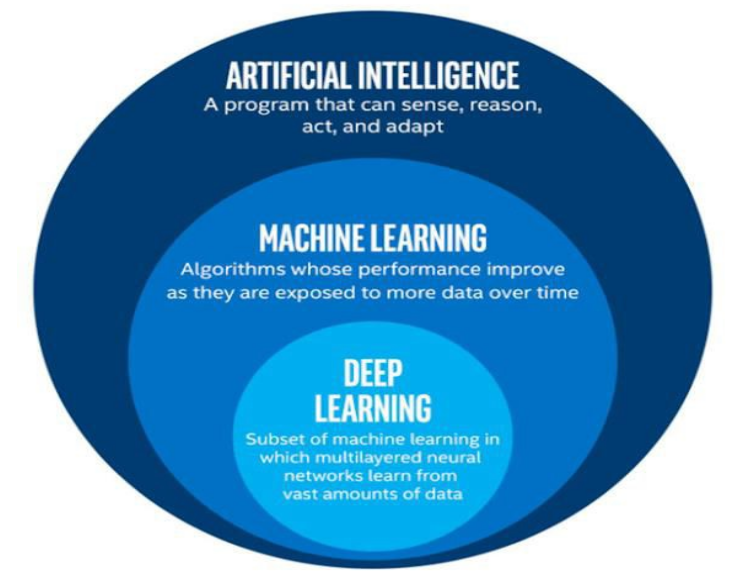 ARTIFICIAL INTELLIGENCE
A program that can sense, reason,
act, and adapt
MACHINE LEARNING
Algorithms whose performance improve
as they are exposed to more data over time
DEEP
LEARNING
Subset of machine learning in
which multilayered neural
networks learn from
vast amounts of data